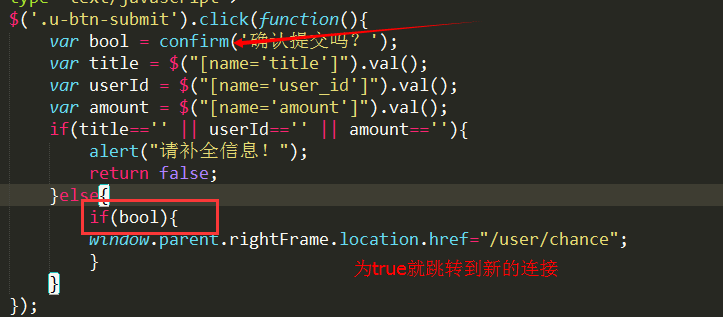 type="text/javascript">
$('.u-btn-submit').click(function(){
var bool = confirm('确认提交吗？');
var title = $("[name='title']").val();
var userId = $("[name='user_id']").val();
var amount = $("[name='amount']").val();
if(title=='' || userId=='' || amount==''){
alert("请补全信息！");
return false;
}else{
if(bool){
window.parent.rightFrame.location.href="/user/chance";
}
为true就跳转到新的连接
}
});